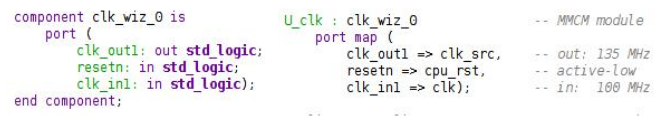 component clk_wiz_0 is
port (
clk_out1: out std_logic;
resetn: in std_logic;
clk_in1: in std_logic);
end component;
U_clk : clk_wiz_0 -- MMCM module
port map (
clk_out1 => clk_src, -- out: 135 MHz
resetn => cpu_rst, -- active-low
clk_in1 => clk); -- in: 100 MHz